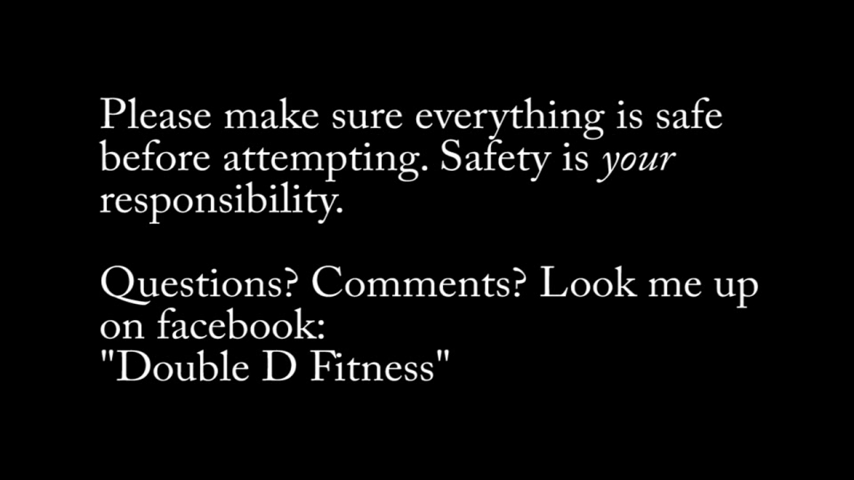 Please make sure everything is safe
before attempting. Safety is your
responsibility.
Questions? Comments? Look me up
on facebook:
"Double D Fitness"